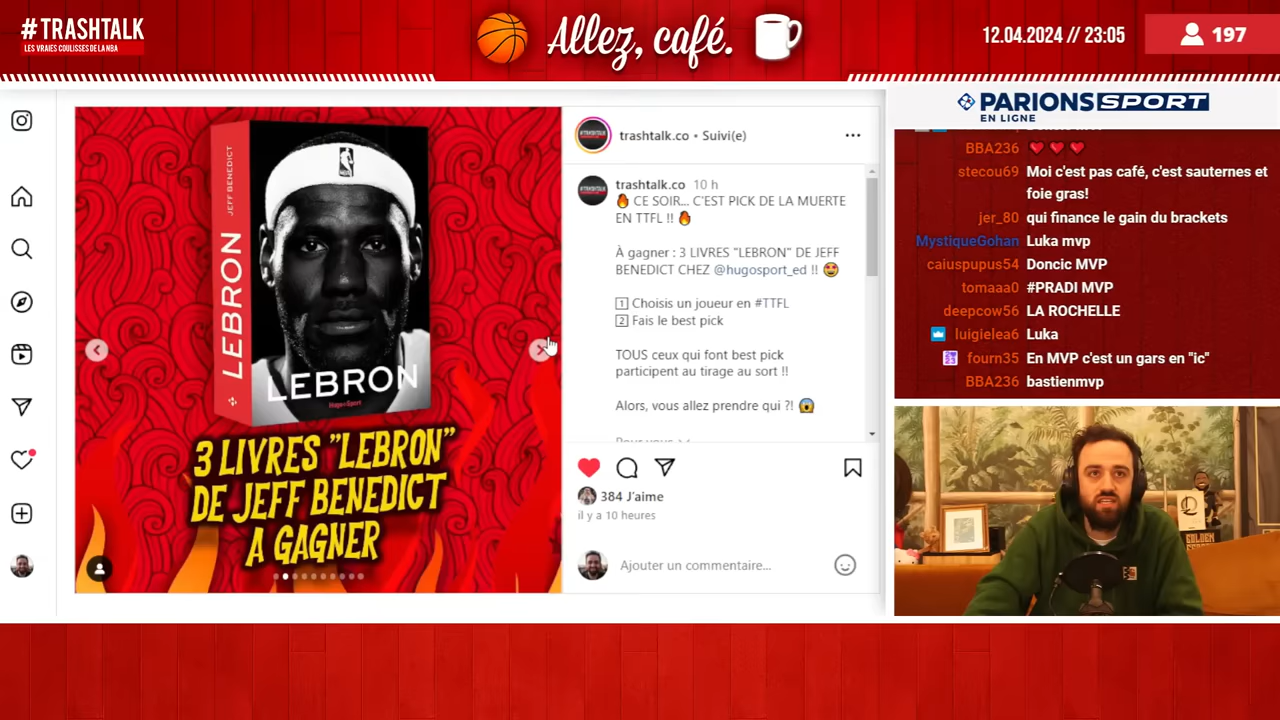 #TRASHTALK
LES VRAIES COULISSES DE LA NBA
Allez, café.
12.04.2024 // 23:05
197
JEFF BENEDICT
LEBRON
LEBRON
3 LIVRES "LEBRON"
DE JEFF BENEDICT
A GAGNER
trashtalk.co • Suivi(e)
trashtalk.co 10 h
🔥 CE SOIR... C'EST PICK DE LA MUERTE
EN TTFL !! 🔥
À gagner : 3 LIVRES "LEBRON" DE JEFF
BENEDICT CHEZ @hugosport_ed !! 😍
1 Choisis un joueur en #TTFL
2 Fais le best pick
TOUS ceux qui font best pick
participent au tirage au sort !!
Alors, vous allez prendre qui ?! 😱
384 J'aime
il y a 10 heures
Ajouter un commentaire...
PARIONS SPORT
EN LIGNE
BBA236 ❤️ ❤️ ❤️
stecou69 Moi c'est pas café, c'est sauternes et
foie gras!
jer_80 qui finance le gain du brackets
MystiqueGohan Luka mvp
caiuspupus54 Doncic MVP
tomaaa0 #PRADI MVP
deepcow56 LA ROCHELLE
luigielea6 Luka
fourn35 En MVP c'est un gars en "ic"
BBA236 bastienmvp